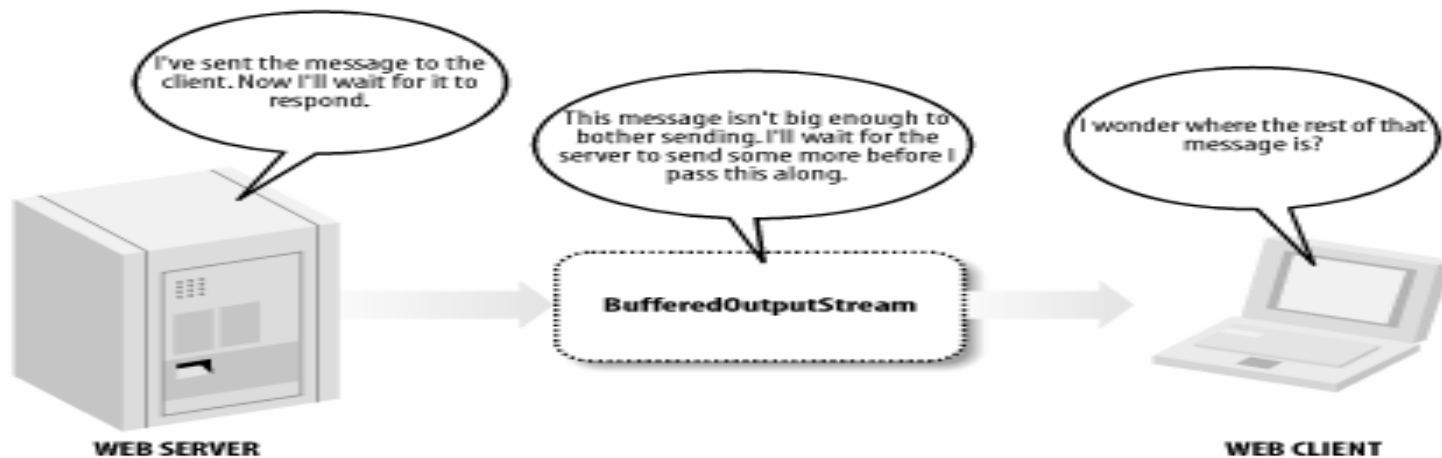 I've sent the message to the
client. Now I'll wait for it to
respond.
This message isn't big enough to
bother sending. I'll wait for the
server to send some more before I
pass this along.
I wonder where the rest of that
message is?
BufferedOutputStream
WEB SERVER
WEB CLIENT